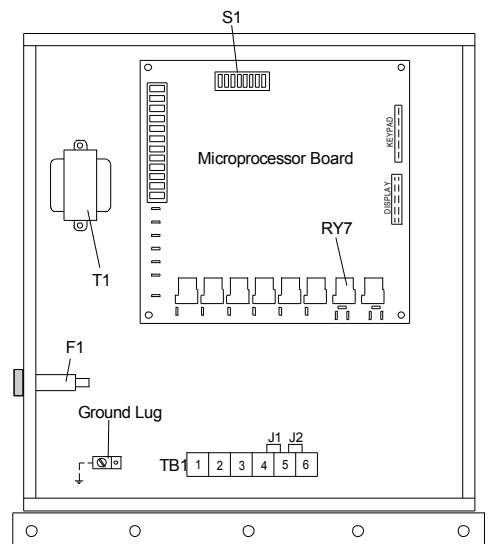 S1
KEYPAD
Microprocessor Board
DISPLAY
RY7
T1
F1
Ground Lug
J1 J2
TB1 1 2 3 4 5 6